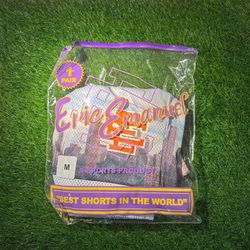 1
PAIR
Eric Emanuel
EE
SPORTS PRODUCT
M
"BEST SHORTS IN THE WORLD"